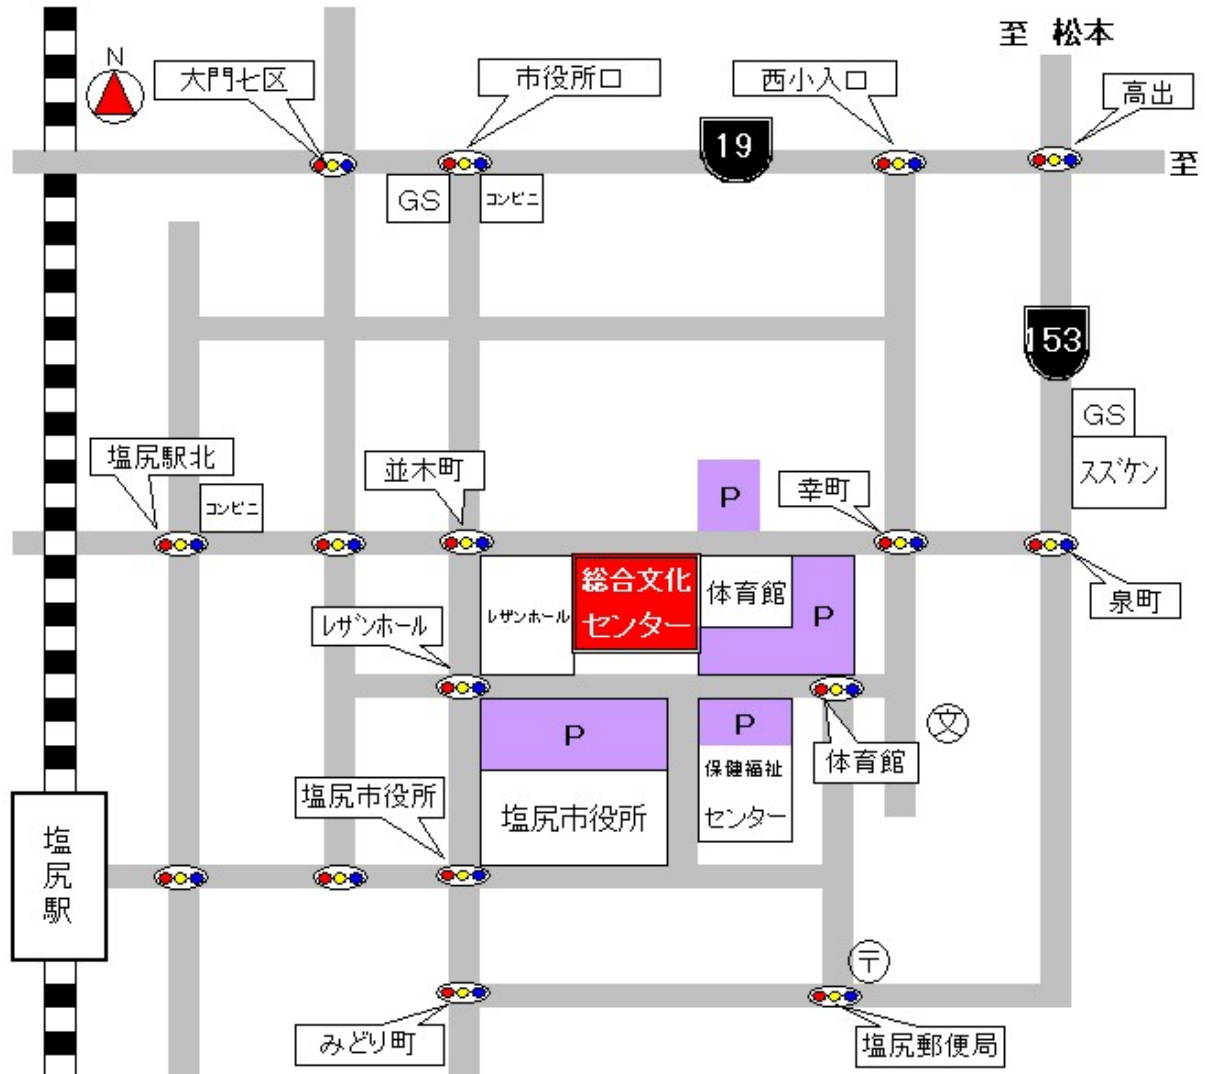 至 松本
N
大門七区
市役所口
西小入口
高出
19
至
GS
コンビニ
153
GS
スズケン
塩尻駅北
コンビニ
並木町
P
幸町
泉町
総合文化
センター
レザンホール
体育館
P
レザンホール
文
P
P
体育館
保健福祉
センター
塩尻市役所
塩尻市役所
塩尻駅
〒
みどり町
塩尻郵便局